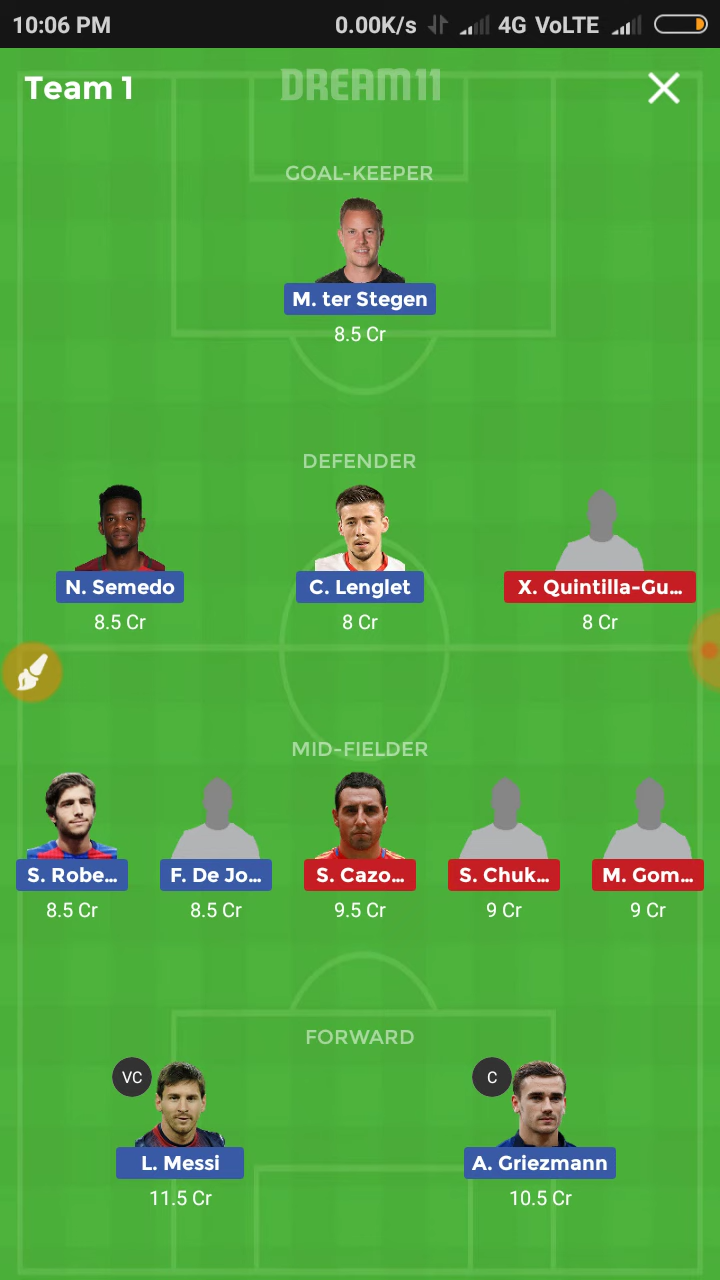 10:06 PM 0.00K/s 4G VoLTE
Team 1 DREAM11
GOAL-KEEPER
M. ter Stegen
8.5 Cr
DEFENDER
N. Semedo C. Lenglet X. Quintilla-Gu...
8.5 Cr 8 Cr 8 Cr
MID-FIELDER
S. Robe... F. De Jo... S. Cazo... S. Chuk... M. Gom...
8.5 Cr 8.5 Cr 9.5 Cr 9 Cr 9 Cr
FORWARD
VC C
L. Messi A. Griezmann
11.5 Cr 10.5 Cr